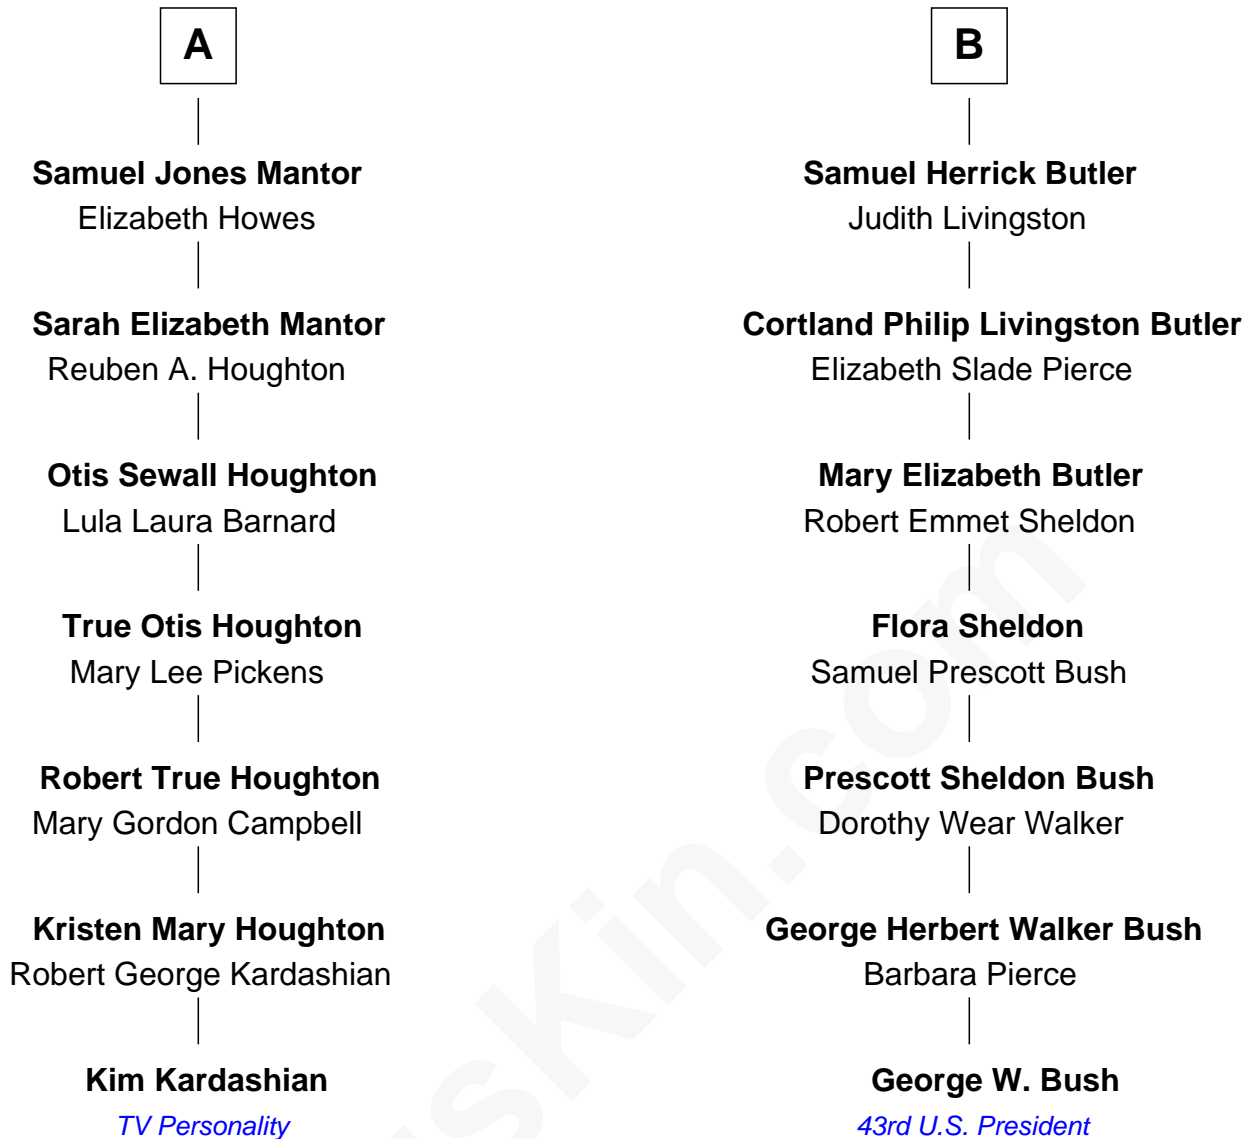 A
B
Samuel Jones Mantor
Elizabeth Howes
Samuel Herrick Butler
Judith Livingston
Sarah Elizabeth Mantor
Reuben A. Houghton
Cortland Philip Livingston Butler
Elizabeth Slade Pierce
Otis Sewall Houghton
Lula Laura Barnard
Mary Elizabeth Butler
Robert Emmet Sheldon
True Otis Houghton
Mary Lee Pickens
Flora Sheldon
Samuel Prescott Bush
Robert True Houghton
Mary Gordon Campbell
Prescott Sheldon Bush
Dorothy Wear Walker
Kristen Mary Houghton
Robert George Kardashian
George Herbert Walker Bush
Barbara Pierce
Kim Kardashian
TV Personality
George W. Bush
43rd U.S. President